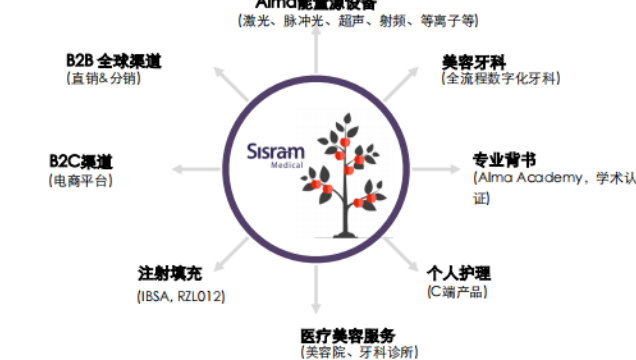 Alma能量源设备
(激光、脉冲光、超声、射频、等离子等)
B2B 全球渠道
(直销&分销)
美容牙科
(全流程数字化牙科)
Sisram
Medical
B2C渠道
(电商平台)
专业背书
(Alma Academy，学术认
证)
注射填充
(IBSA, RZL012)
个人护理
(C端产品)
医疗美容服务
(美容院、牙科诊所)